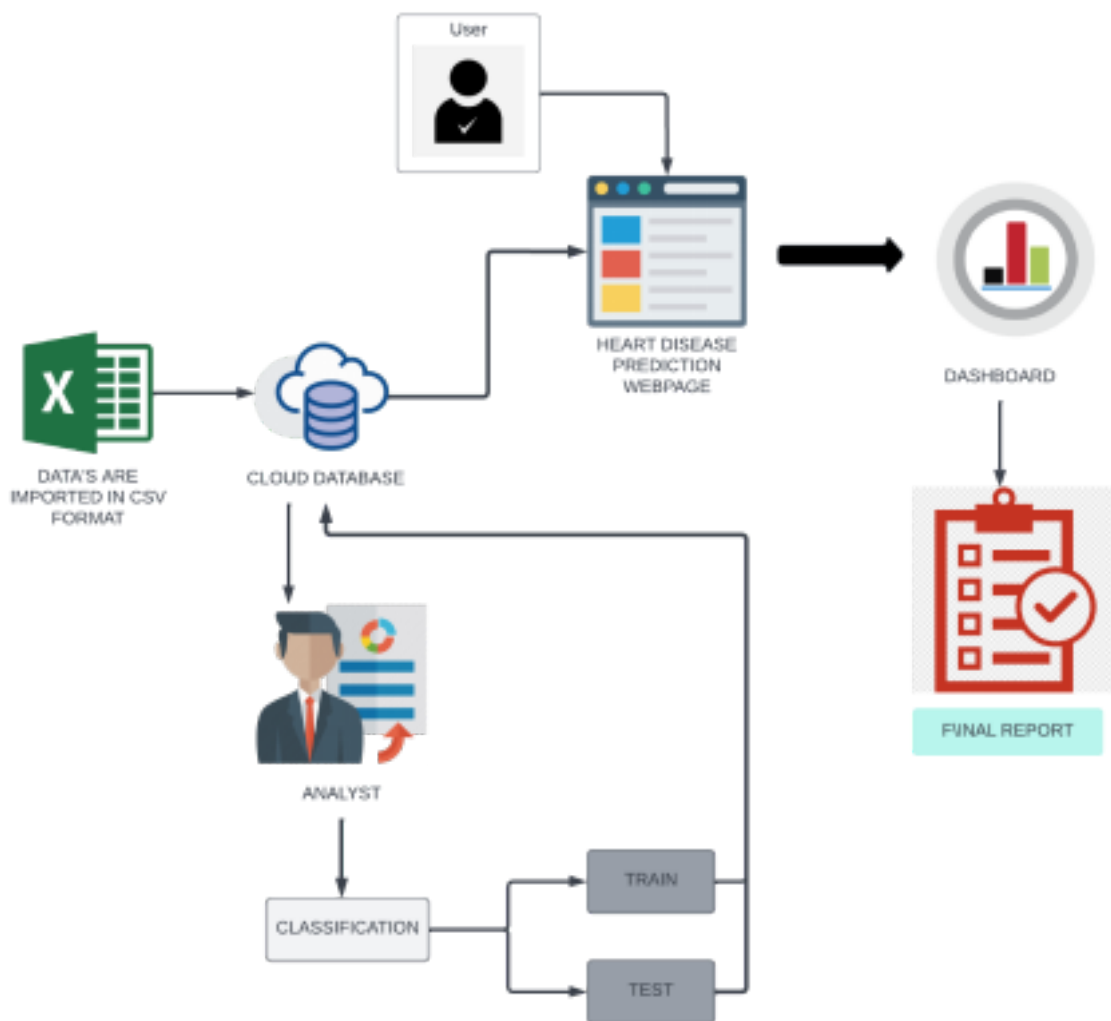 User
HEART DISEASE
PREDICTION
WEBPAGE
DASHBOARD
X
DATA'S ARE
IMPORTED IN CSV
FORMAT
CLOUD DATABASE
F\INAL REPORT
ANALYST
CLASSIFICATION
TRAIN
TEST